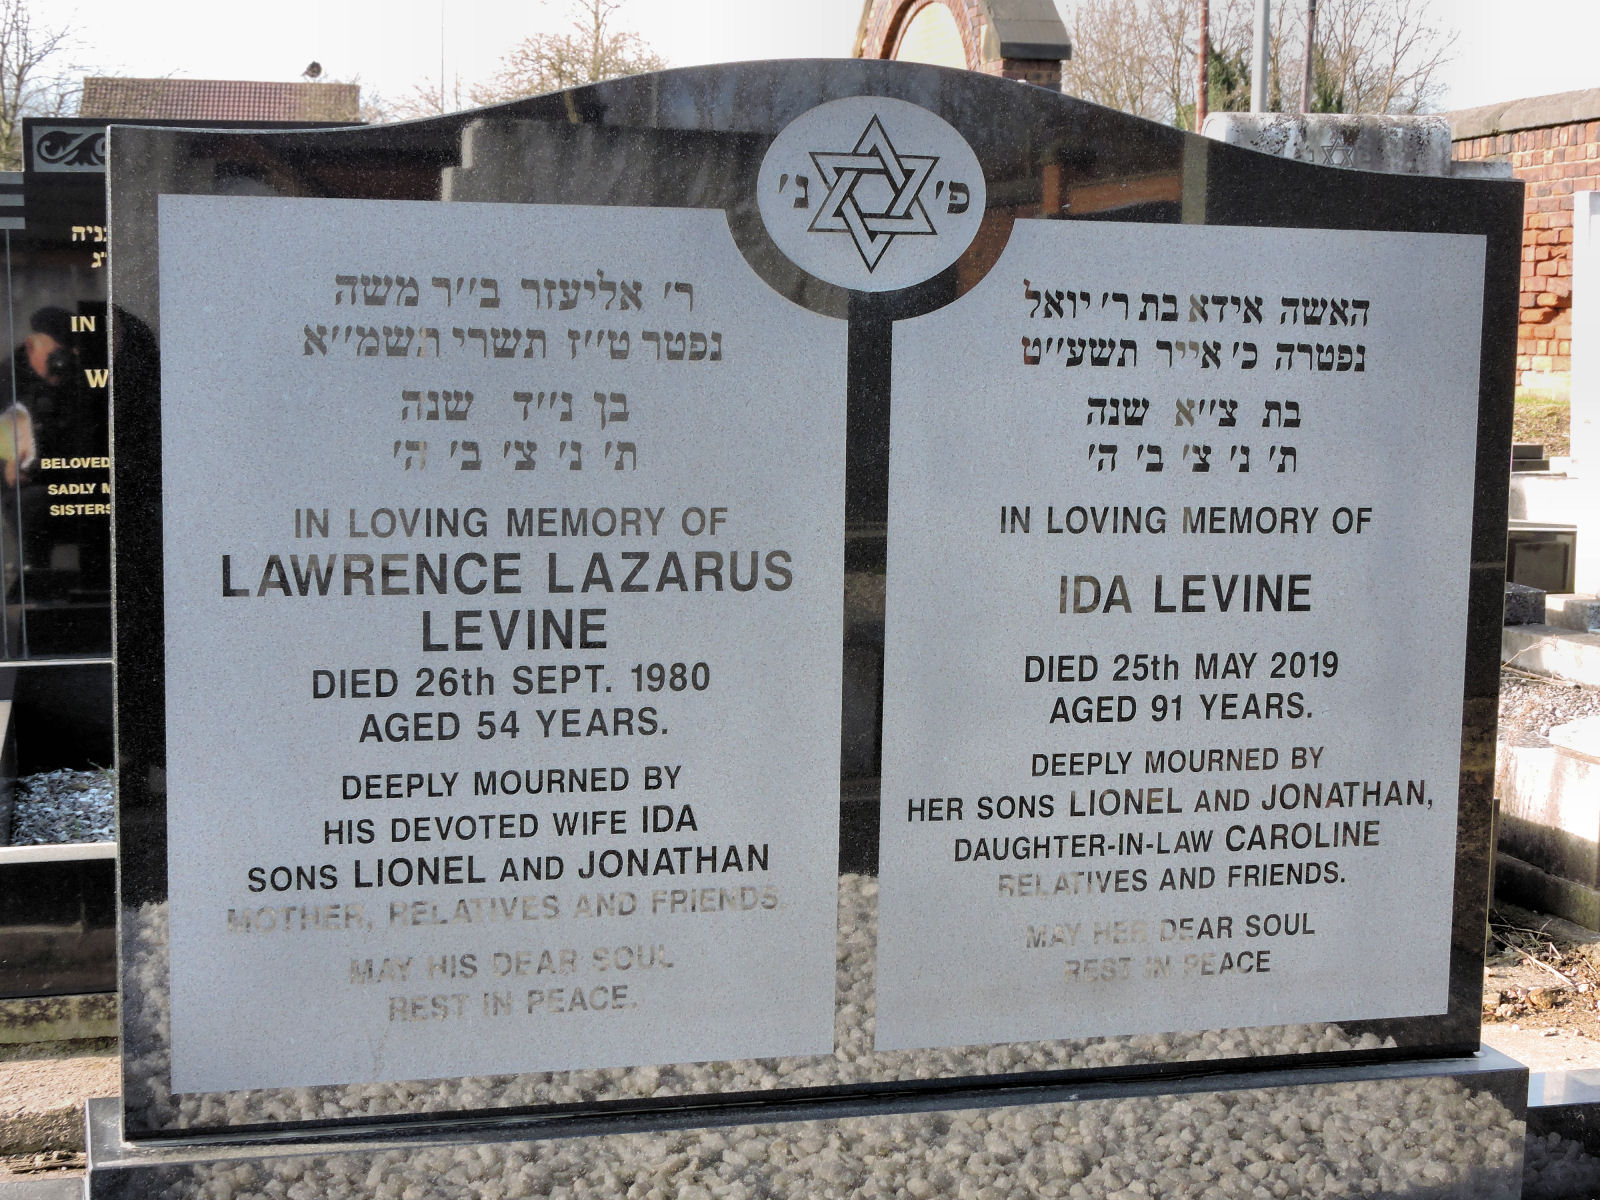 פ' נ'
ר' אליעזר ב''ר משה
נפטר ט''ז תשרי תשמ''א
בן נ''ד שנה
ת' נ' צ' ב' ה'
IN LOVING MEMORY OF
LAWRENCE LAZARUS
LEVINE
DIED 26th SEPT. 1980
AGED 54 YEARS.
DEEPLY MOURNED BY
HIS DEVOTED WIFE IDA
SONS LIONEL AND JONATHAN
MOTHER, RELATIVES AND FRIENDS
MAY HIS DEAR SOUL
REST IN PEACE.
האשה אידא בת ר' יואל
נפטרה כ' אייר תשע''ט
בת צ''א שנה
ת' נ' צ' ב' ה'
IN LOVING MEMORY OF
IDA LEVINE
DIED 25th MAY 2019
AGED 91 YEARS.
DEEPLY MOURNED BY
HER SONS LIONEL AND JONATHAN,
DAUGHTER-IN-LAW CAROLINE
RELATIVES AND FRIENDS.
MAY HER DEAR SOUL
REST IN PEACE
IN
BELOVED
SADLY
SISTERS